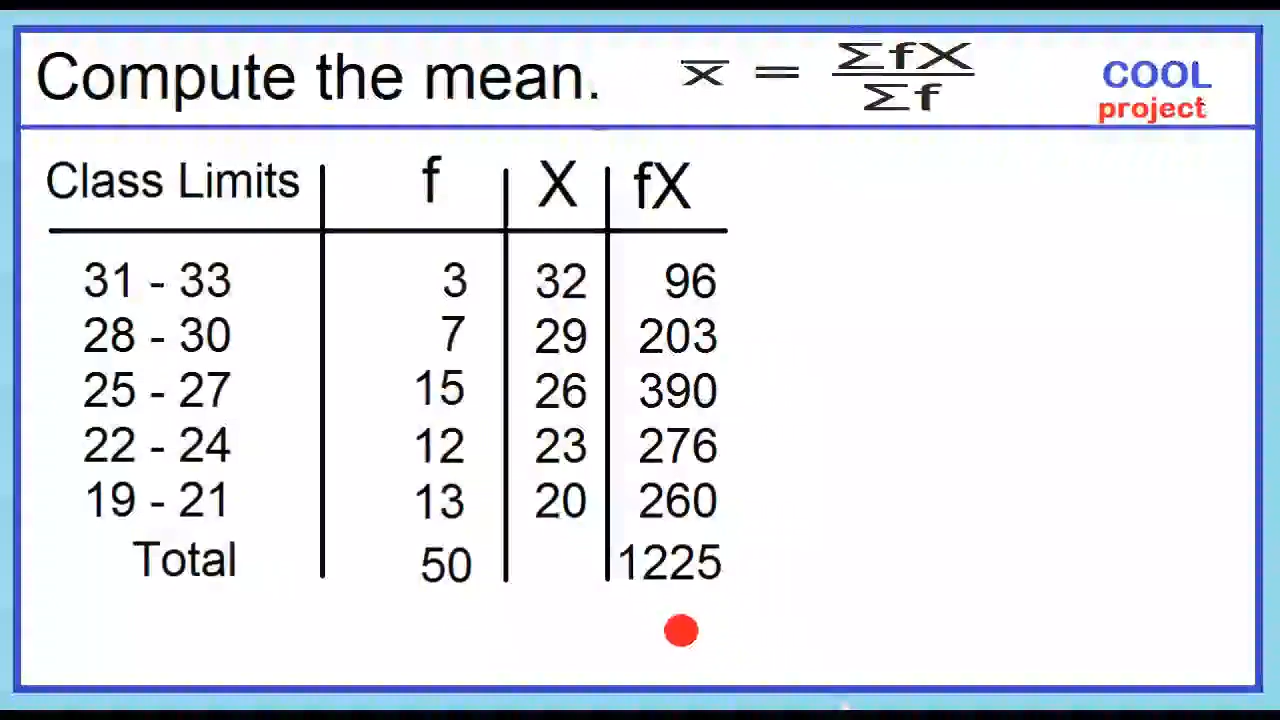 Compute the mean. x̄ = ΣfX / Σf
COOL
project
Class Limits f X fX
31 - 33 3 32 96
28 - 30 7 29 203
25 - 27 15 26 390
22 - 24 12 23 276
19 - 21 13 20 260
Total 50 1225